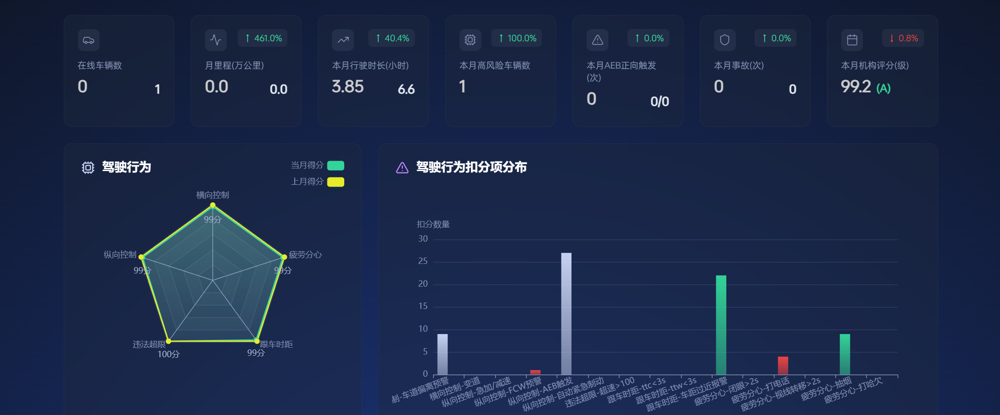 ↑ 461.0%
↑ 40.4%
↑ 100.0%
↑ 0.0%
↑ 0.0%
↓ 0.8%
在线车辆数
月里程(万公里)
本月行驶时长(小时)
本月高风险车辆数
本月AEB正向触发
(次)
本月事故(次)
本月机构评分(级)
0
1
0.0
0.0
3.85
6.6
1
0
0/0
0
0
99.2 (A)
驾驶行为
当月得分
上月得分
横向控制
99分
纵向控制
99分
疲劳分心
99分
违法超限
100分
跟车时距
99分
驾驶行为扣分项分布
扣分数量
30
25
20
15
10
5
0
制-车道偏离预警
横向控制-变道
纵向控制-急加/减速
纵向控制-FCW预警
纵向控制-AEB触发
纵向控制-自动紧急制动
违法超限-超速>100
跟车时距-ttc<3s
跟车时距-ttw<3s
跟车时距-车距过近报警
疲劳分心-闭眼>2s
疲劳分心-打电话
疲劳分心-视线转移>2s
疲劳分心-抽烟
疲劳分心-打哈欠